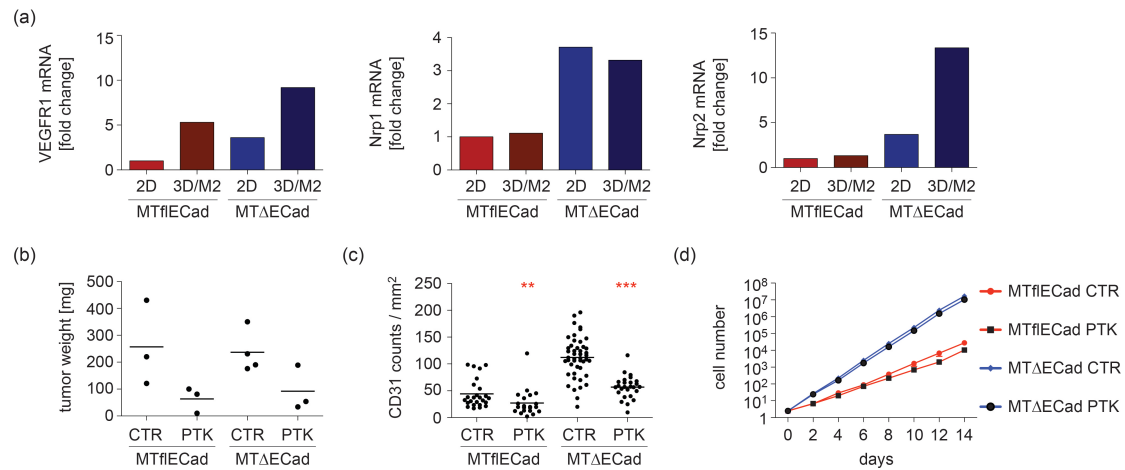 (a)
VEGFR1 mRNA
[fold change]
15
10
5
0
2D 3D/M2 2D 3D/M2
MTflECad MTΔECad
Nrp1 mRNA
[fold change]
4
3
2
1
0
2D 3D/M2 2D 3D/M2
MTflECad MTΔECad
Nrp2 mRNA
[fold change]
15
10
5
0
2D 3D/M2 2D 3D/M2
MTflECad MTΔECad
(b)
tumor weight [mg]
500
400
300
200
100
0
CTR PTK CTR PTK
MTflECad MTΔECad
(c)
CD31 counts / mm²
250
200
150
100
50
0
** ***
CTR PTK CTR PTK
MTflECad MTΔECad
(d)
cell number
10⁸
10⁷
10⁶
10⁵
10⁴
10³
10²
10¹
1
0 2 4 6 8 10 12 14
days
MTflECad CTR
MTflECad PTK
MTΔECad CTR
MTΔECad PTK